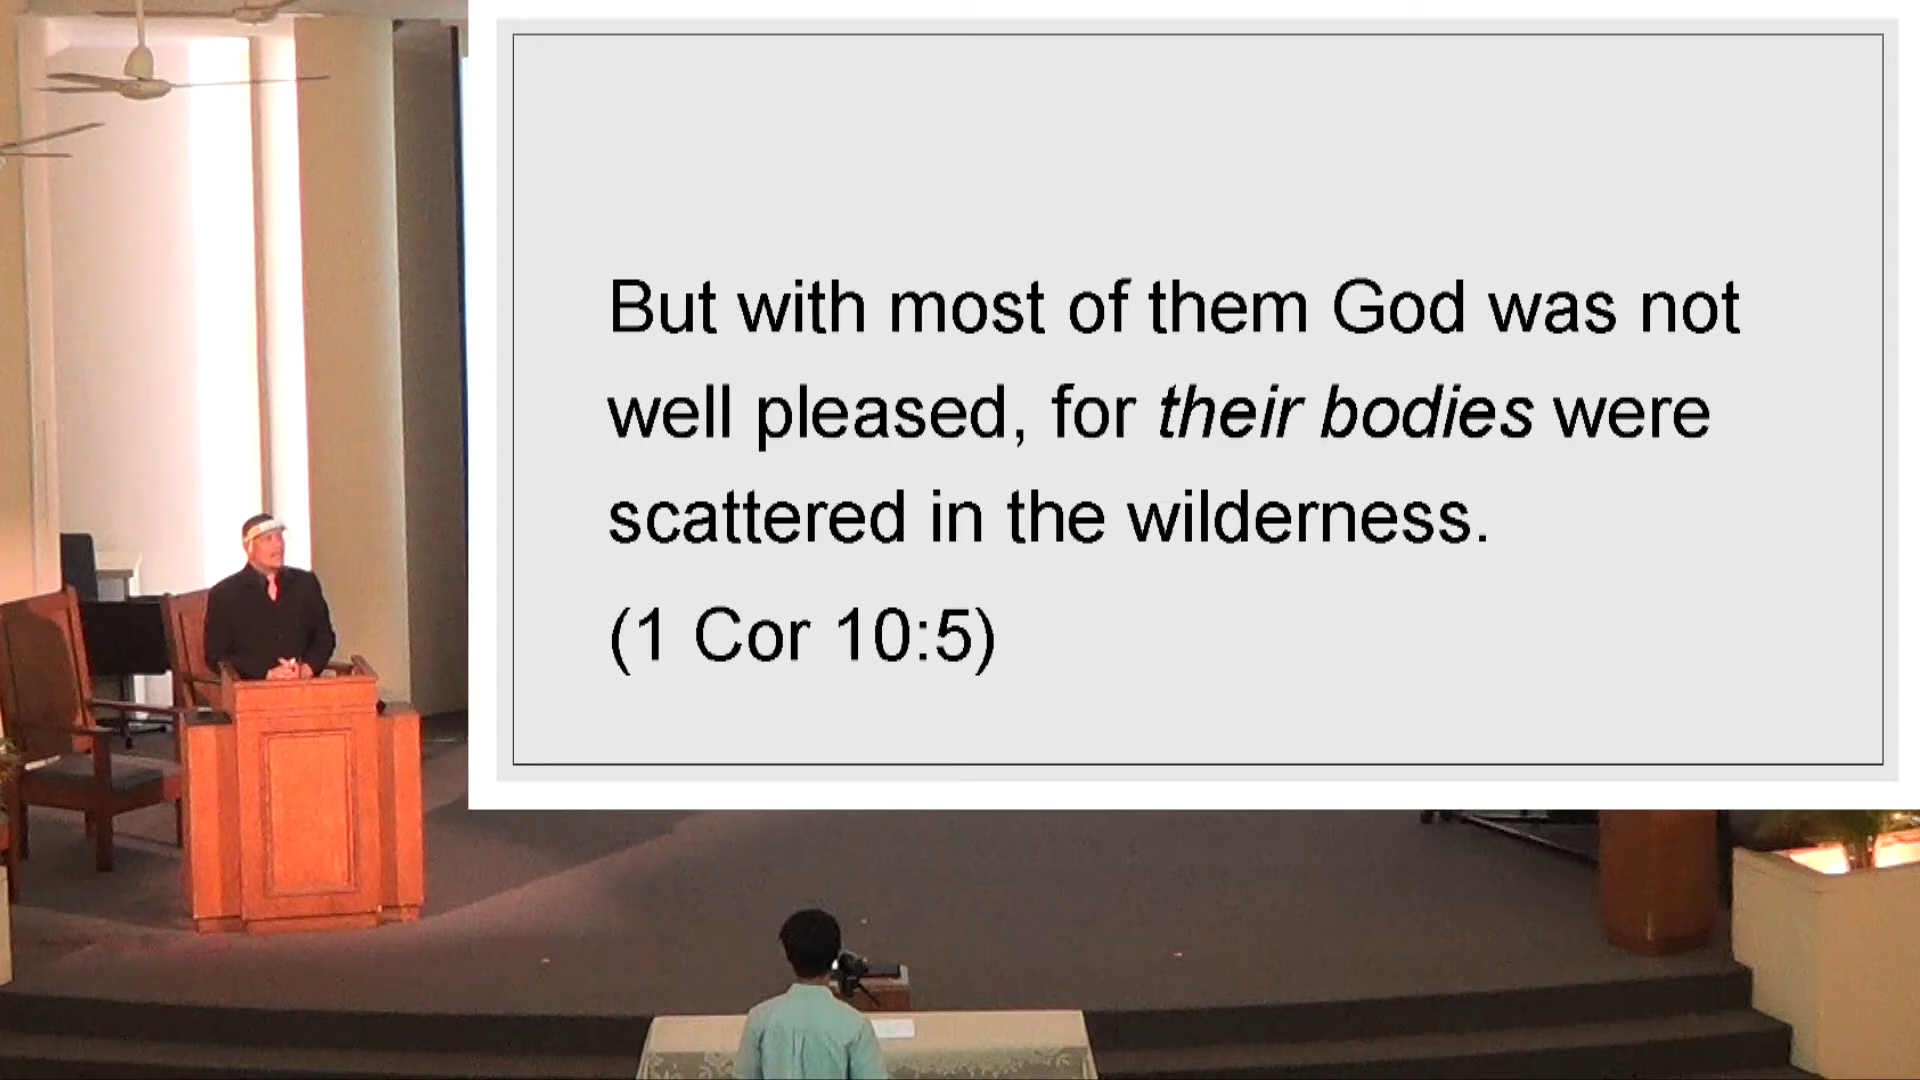 But with most of them God was not
well pleased, for their bodies were
scattered in the wilderness.
(1 Cor 10:5)